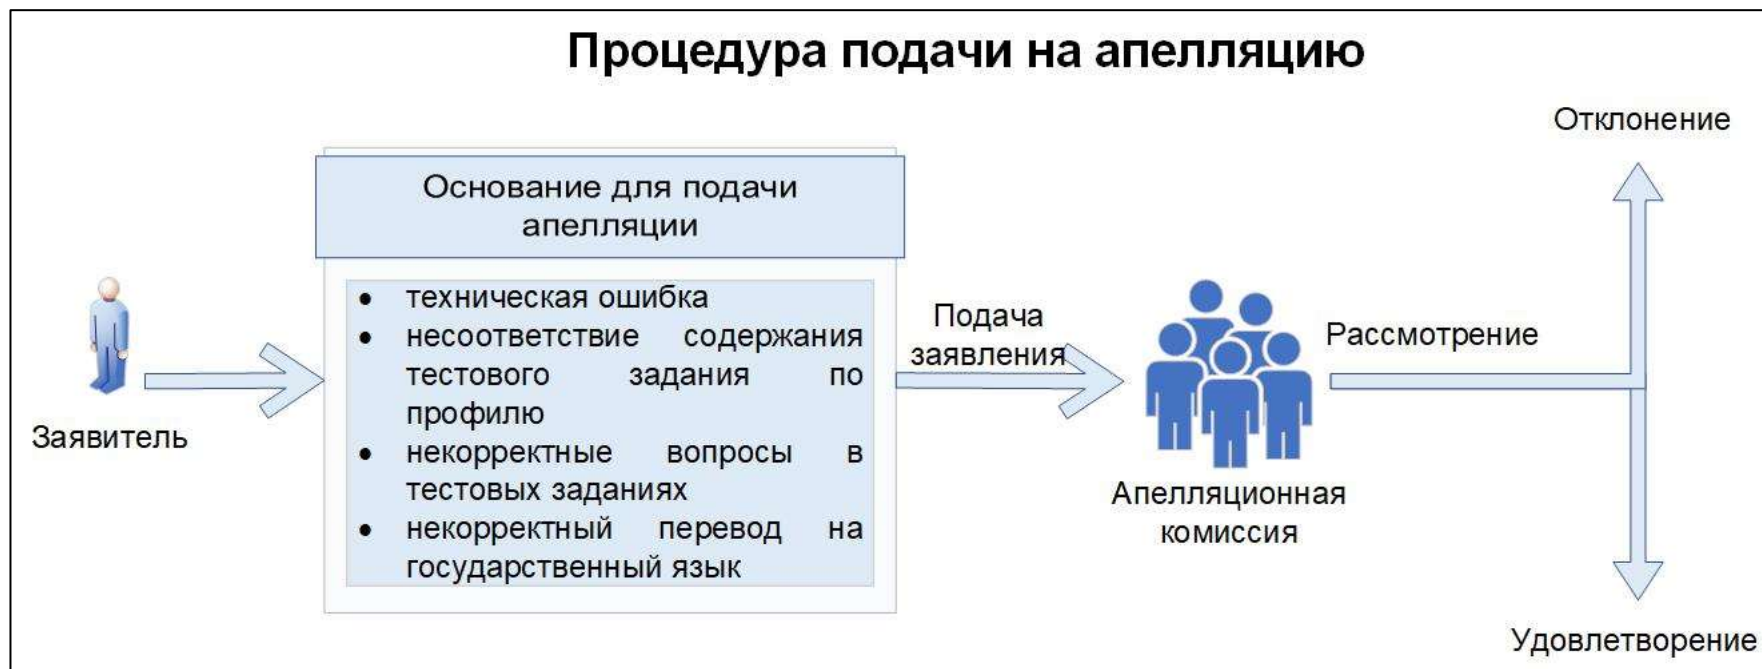 Процедура подачи на апелляцию
Заявитель
Основание для подачи
апелляции
• техническая ошибка
• несоответствие содержания
тестового задания по
профилю
• некорректные вопросы в
тестовых заданиях
• некорректный перевод на
государственный язык
Подача
заявления
Апелляционная
комиссия
Рассмотрение
Отклонение
Удовлетворение